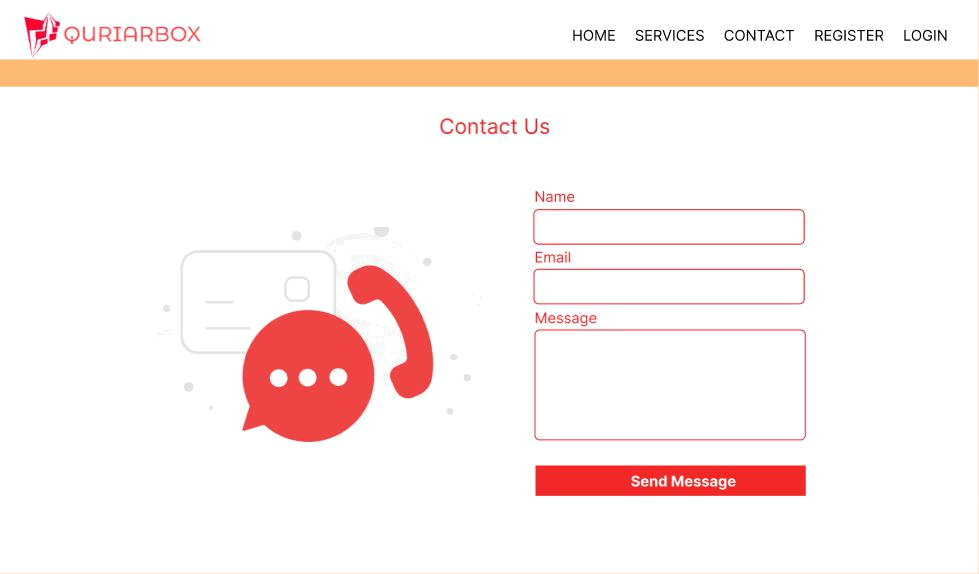 QURIARBOX
HOME SERVICES CONTACT REGISTER LOGIN
Contact Us
Name
Email
Message
Send Message